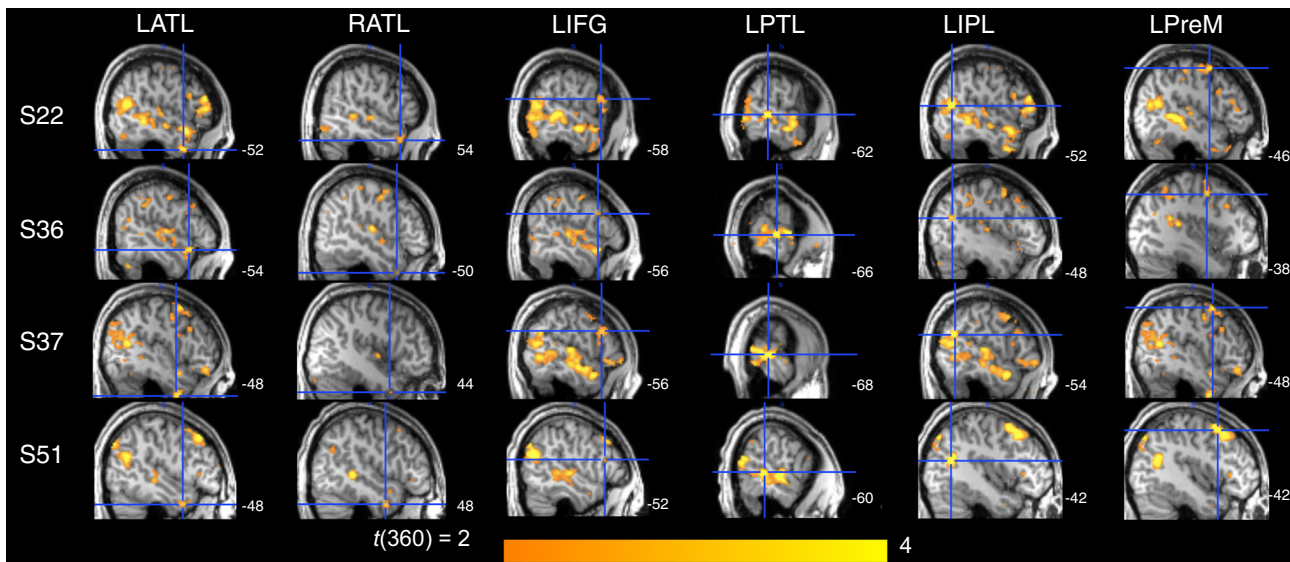 LATL RATL LIFG LPTL LIPL LPreM
S22 -52 54 -58 -62 -52 -46
S36 -54 -50 -56 -66 -48 -38
S37 -48 44 -56 -68 -54 -48
S51 -48 48 -52 -60 -42 -42
t(360) = 2 4